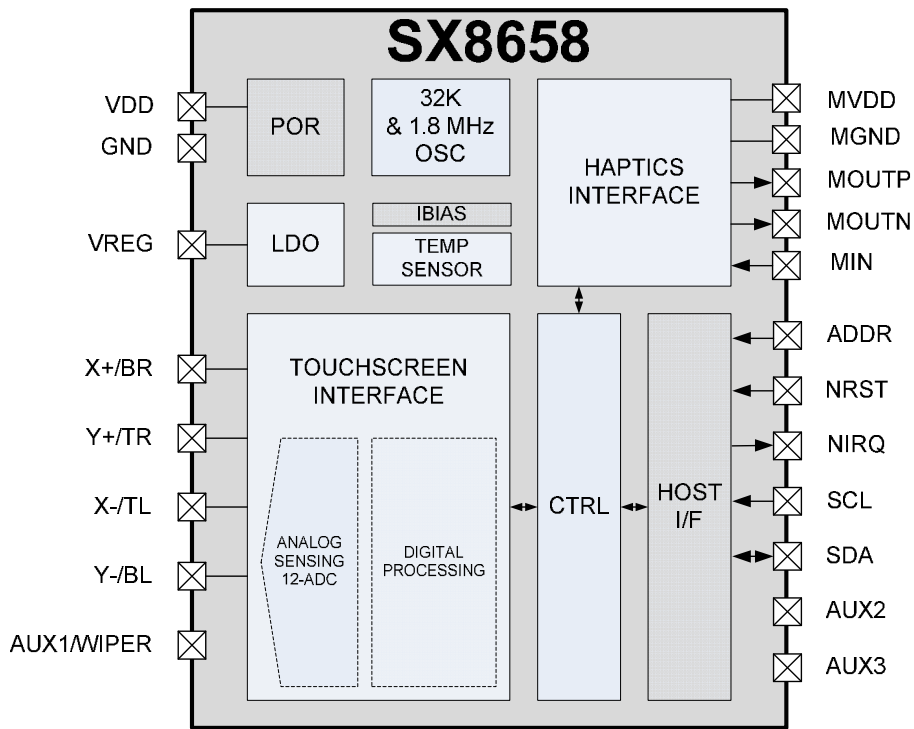 SX8658
VDD
GND
VREG
X+/BR
Y+/TR
X-/TL
Y-/BL
AUX1/WIPER
POR
32K
& 1.8 MHz
OSC
LDO
IBIAS
TEMP
SENSOR
HAPTICS
INTERFACE
TOUCHSCREEN
INTERFACE
ANALOG
SENSING
12-ADC
DIGITAL
PROCESSING
CTRL
HOST
I/F
MVDD
MGND
MOUTP
MOUTN
MIN
ADDR
NRST
NIRQ
SCL
SDA
AUX2
AUX3